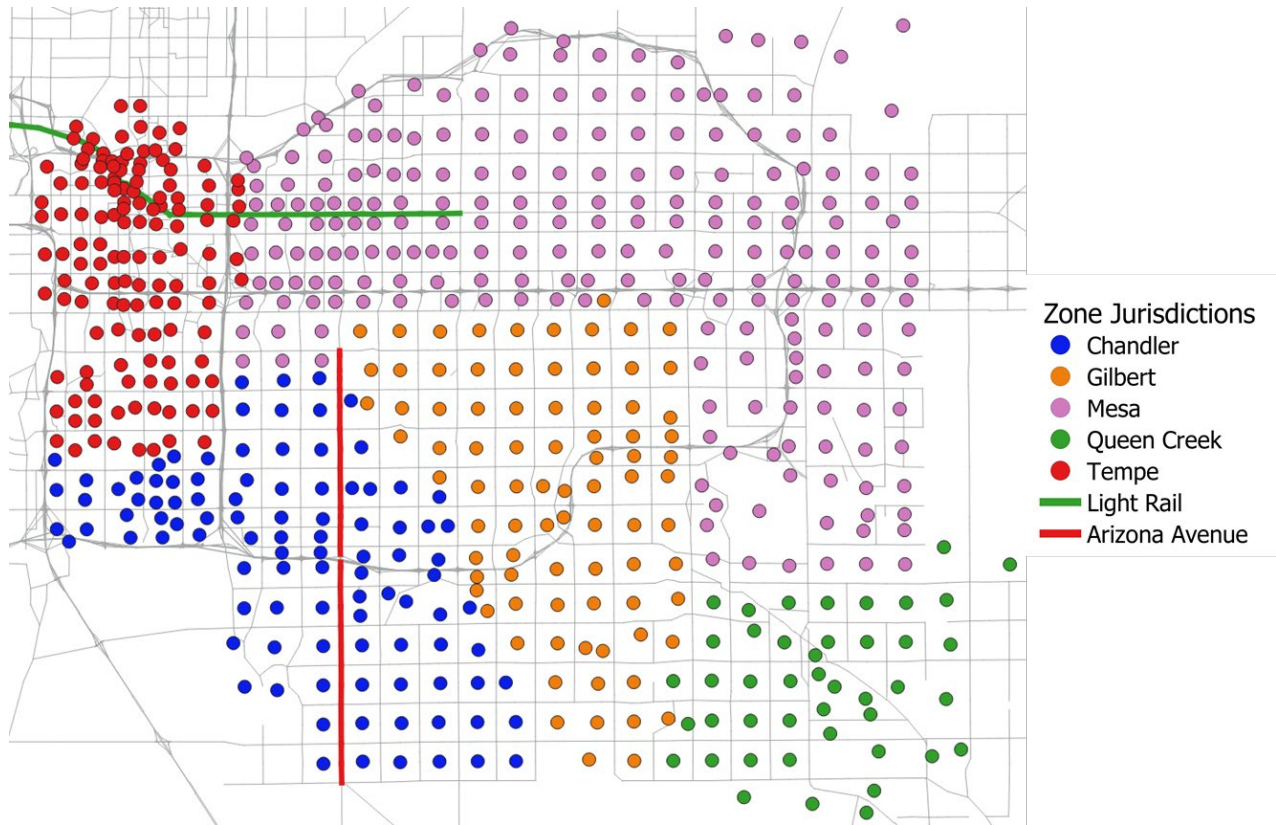 Zone Jurisdictions
Chandler
Gilbert
Mesa
Queen Creek
Tempe
Light Rail
Arizona Avenue